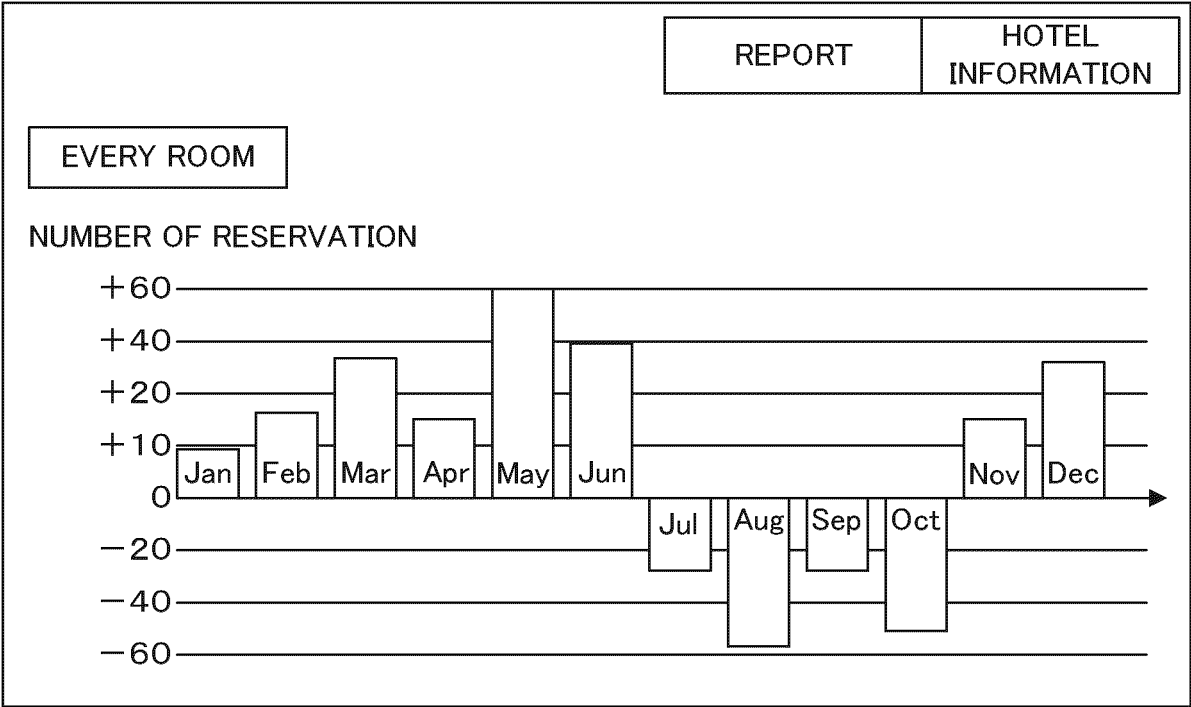 REPORT
HOTEL
INFORMATION
EVERY ROOM
NUMBER OF RESERVATION
+60
+40
+20
+10
0
−20
−40
−60
Jan Feb Mar Apr May Jun Nov Dec
Jul Aug Sep Oct